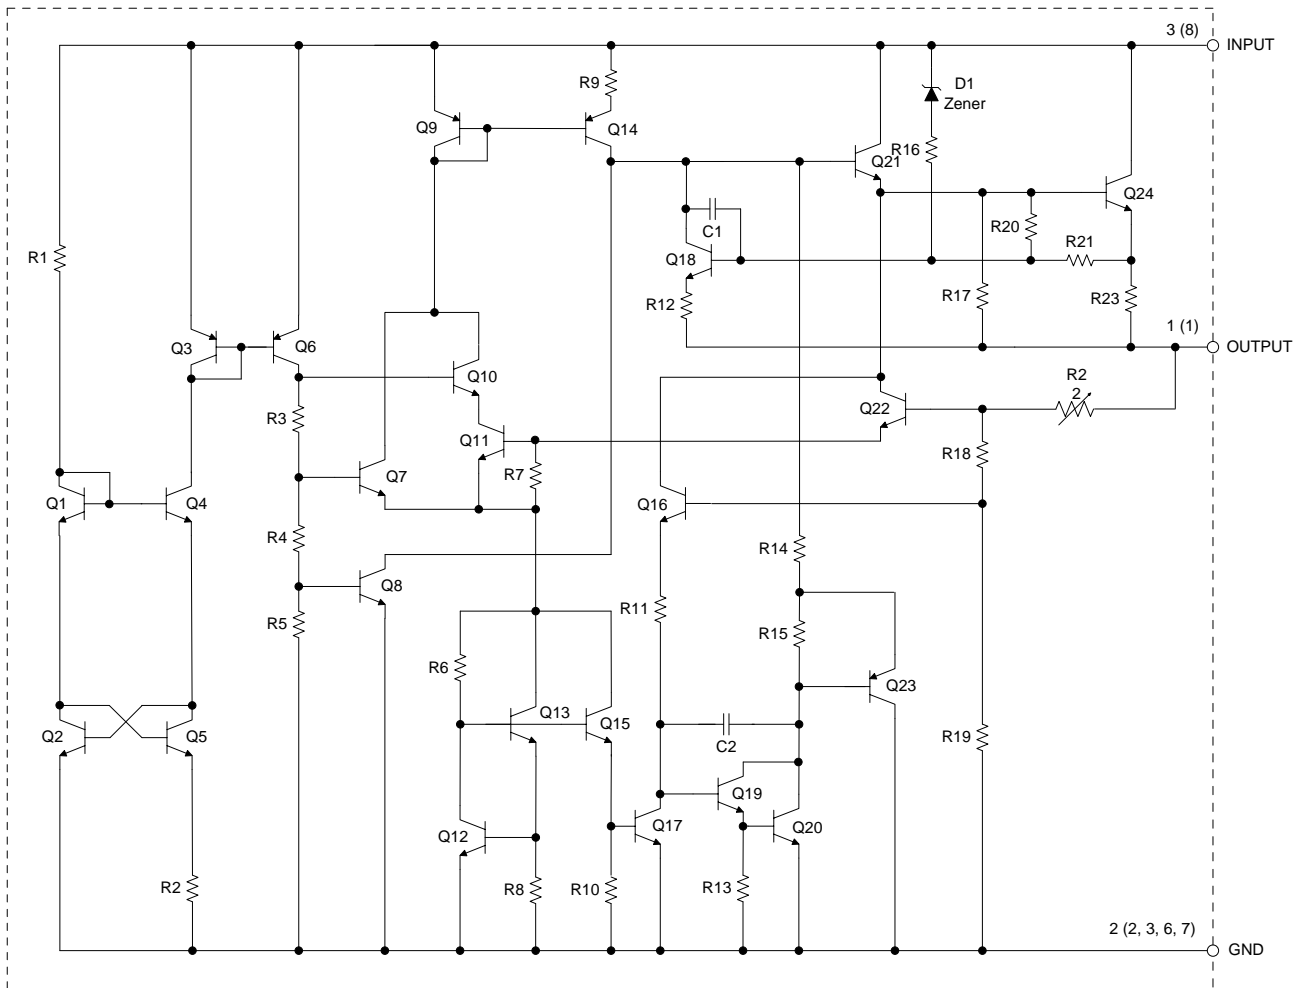 3 (8)
INPUT
R9
D1
Zener
Q9
Q14
R16
Q21
Q24
C1
R20
R21
R1
Q18
R12
R17
R23
1 (1)
OUTPUT
Q3
Q6
Q10
R2
2
R3
Q22
Q11
R7
R18
Q7
Q1
Q4
Q16
R4
R14
Q8
R11
R5
R15
R6
Q23
Q13
Q15
Q2
Q5
R19
C2
Q19
Q12
Q17
Q20
R2
R8
R10
R13
2 (2, 3, 6, 7)
GND